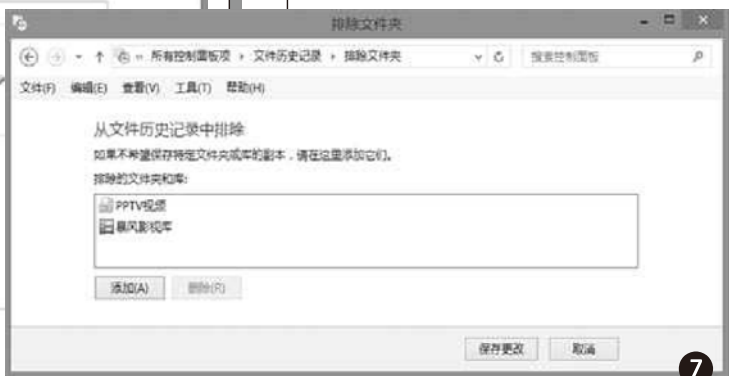 排除文件夹
所有控制面板项 ▸ 文件历史记录 ▸ 排除文件夹 搜索控制面板
文件(F) 编辑(E) 查看(V) 工具(T) 帮助(H)
从文件历史记录中排除
如果不希望保存特定文件夹或库的副本，请在这里添加它们。
排除的文件夹和库:
PPTV视频
暴风影视库
添加(A) 删除(R)
保存更改 取消
7